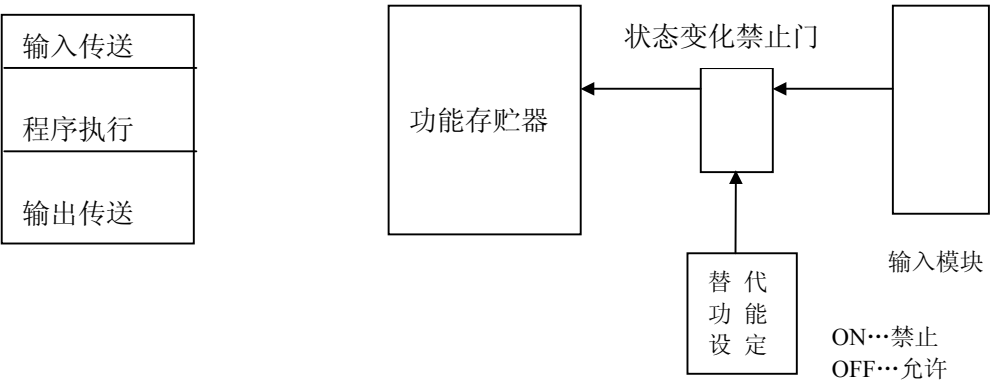 输入传送
程序执行
输出传送
状态变化禁止门
功能存贮器
输入模块
替 代
功 能
设 定
ON…禁止
OFF…允许